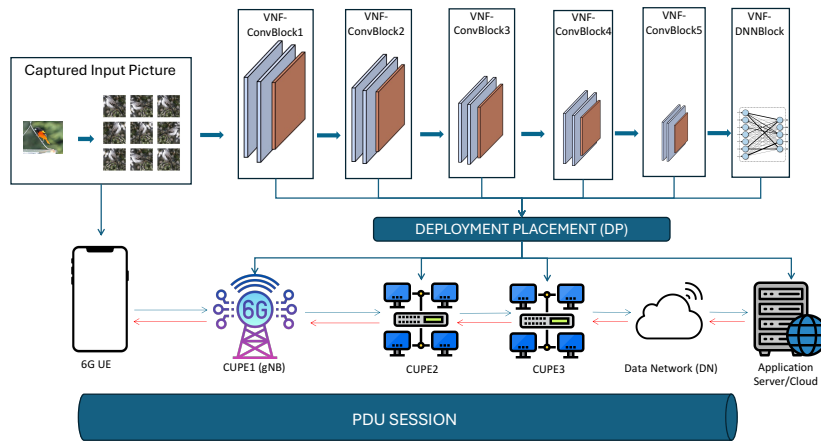 VNF-
ConvBlock1
VNF-
ConvBlock2
VNF-
ConvBlock3
VNF-
ConvBlock4
VNF-
ConvBlock5
VNF-
DNNBlock
Captured Input Picture
DEPLOYMENT PLACEMENT (DP)
6G
6G UE
CUPE1 (gNB)
CUPE2
CUPE3
Data Network (DN)
Application
Server/Cloud
PDU SESSION